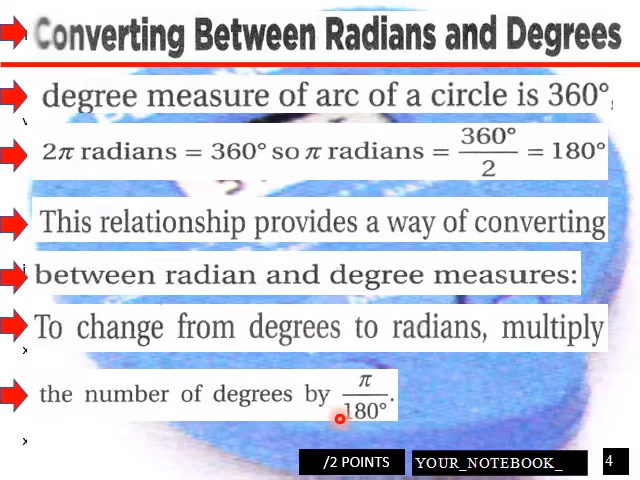 Converting Between Radians and Degrees
degree measure of arc of a circle is 360°,
2π radians = 360° so π radians = 360°/2 = 180°
This relationship provides a way of converting
between radian and degree measures:
To change from degrees to radians, multiply
the number of degrees by π/180°.
/2 POINTS YOUR_NOTEBOOK_ 4